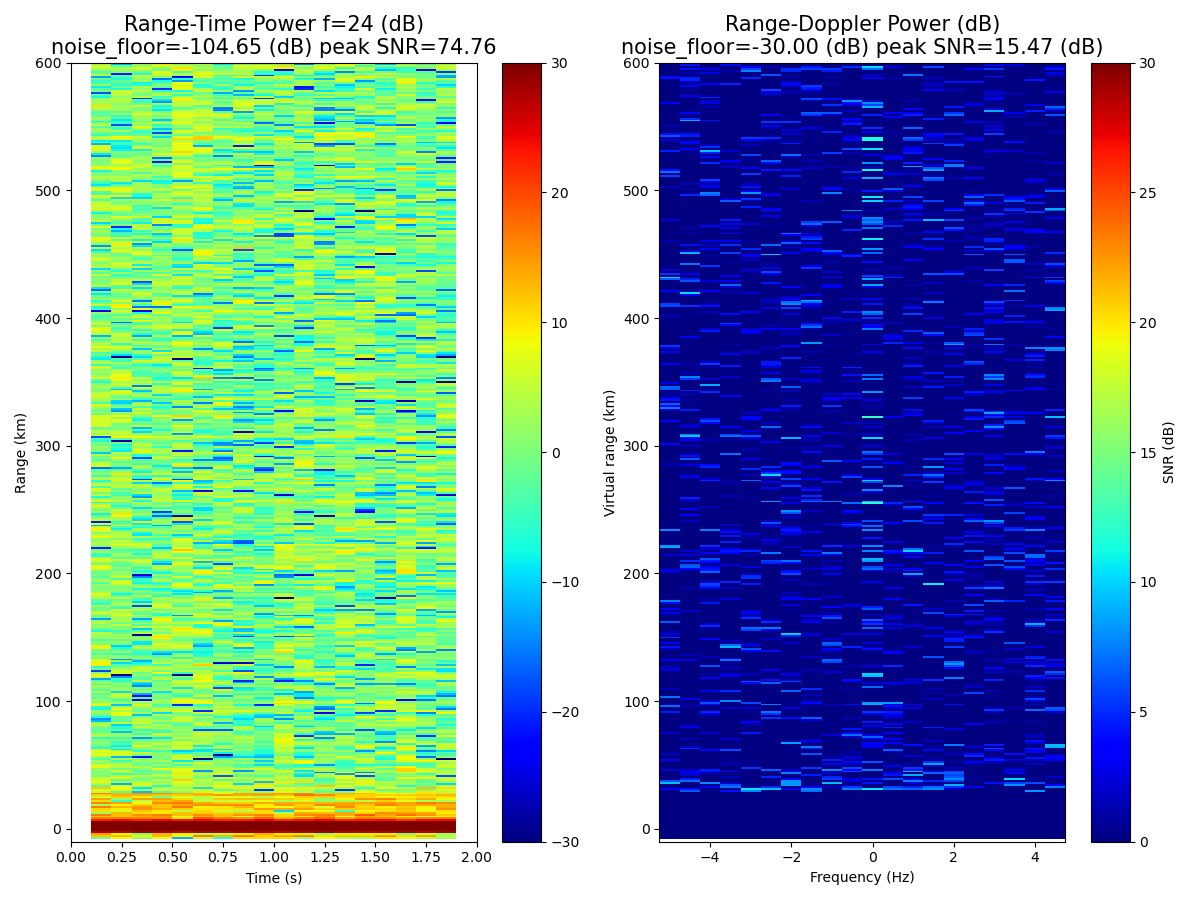 Range-Time Power f=24 (dB)
noise_floor=-104.65 (dB) peak SNR=74.76
600
500
400
300
200
100
0
Range (km)
0.00 0.25 0.50 0.75 1.00 1.25 1.50 1.75 2.00
Time (s)
30
20
10
0
−10
−20
−30
Range-Doppler Power (dB)
noise_floor=-30.00 (dB) peak SNR=15.47 (dB)
600
500
400
300
200
100
0
Virtual range (km)
−4 −2 0 2 4
Frequency (Hz)
30
25
20
15
10
5
0
SNR (dB)